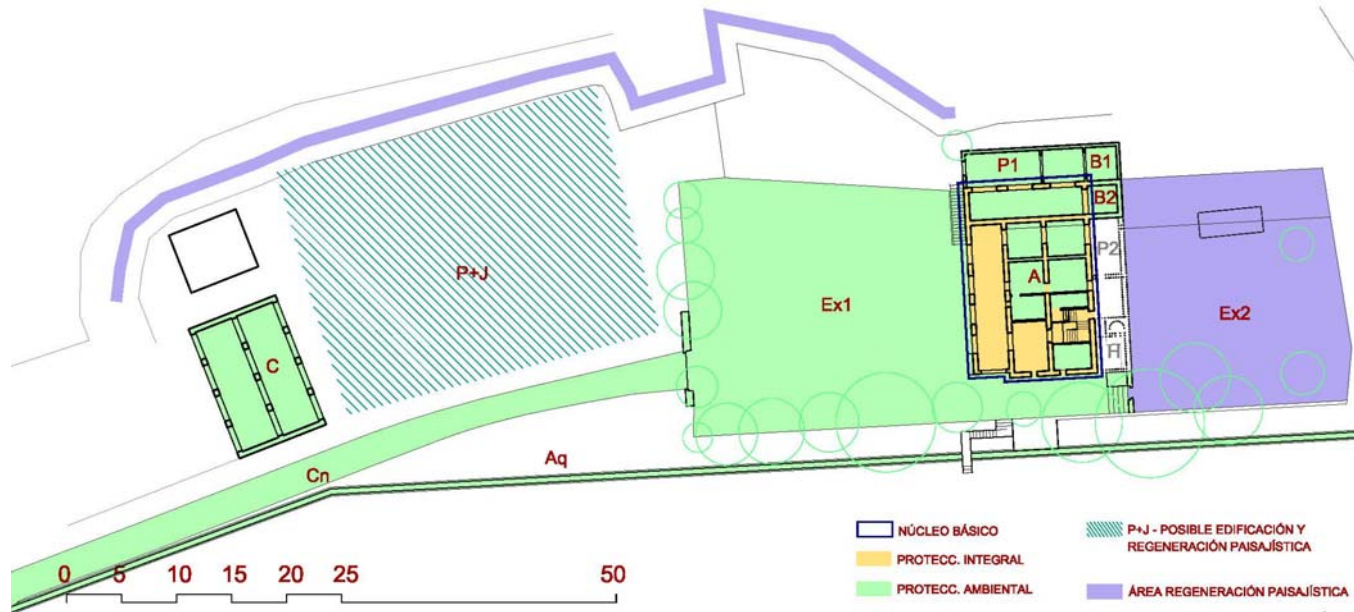 P1
B1
B2
P+J
P2
A
Ex1
Ex2
C
H
C
Aq
Cn
0 5 10 15 20 25 50
NÚCLEO BÁSICO
PROTECC. INTEGRAL
PROTECC. AMBIENTAL
P+J - POSIBLE EDIFICACIÓN Y
REGENERACIÓN PAISAJÍSTICA
ÁREA REGENERACIÓN PAISAJÍSTICA